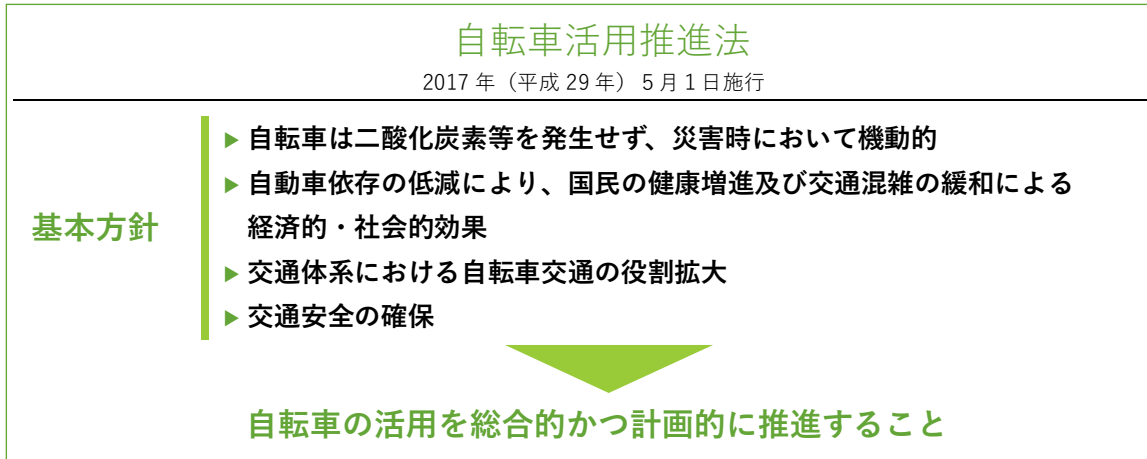 自転車活用推進法
2017 年（平成 29 年） 5 月 1 日施行
基本方針
▶ 自転車は二酸化炭素等を発生せず、災害時において機動的
▶ 自動車依存の低減により、国民の健康増進及び交通混雑の緩和による
経済的・社会的効果
▶ 交通体系における自転車交通の役割拡大
▶ 交通安全の確保
自転車の活用を総合的かつ計画的に推進すること